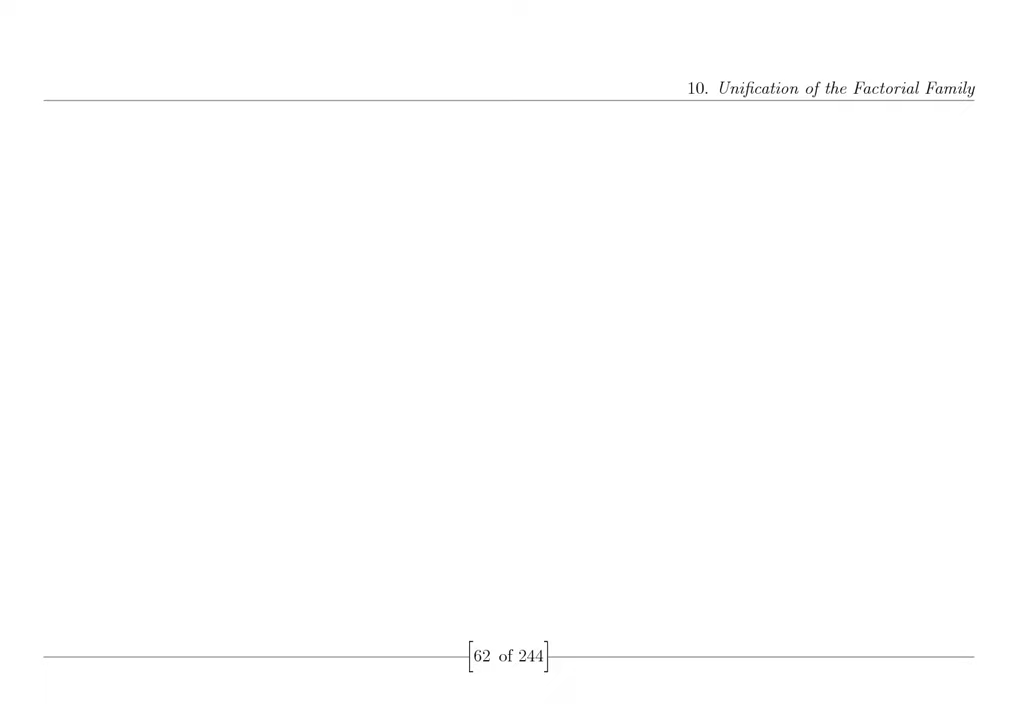 10. Unification of the Factorial Family
[62 of 244]